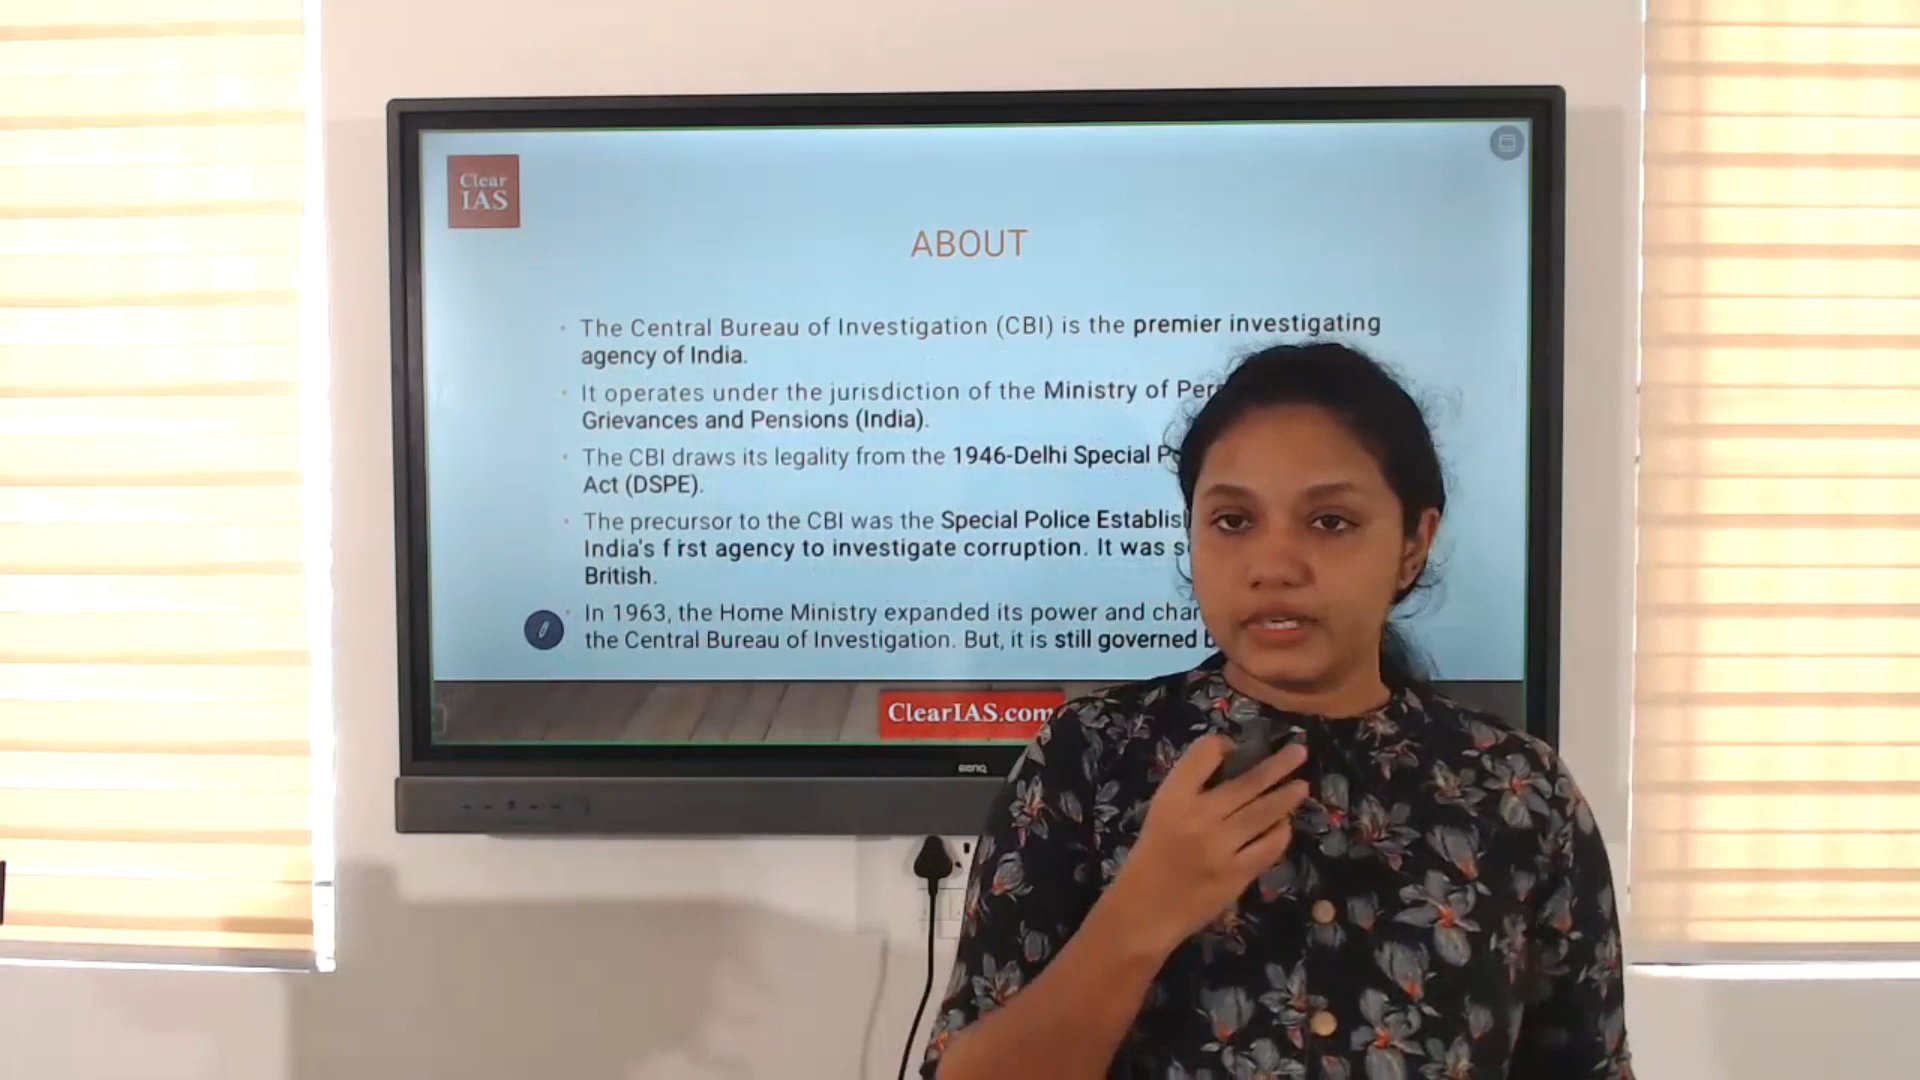 Clear
IAS
ABOUT
The Central Bureau of Investigation (CBI) is the premier investigating
agency of India.
It operates under the jurisdiction of the Ministry of
Grievances and Pensions (India).
The CBI draws its legality from the 1946-Delhi Special
Act (DSPE).
The precursor to the CBI was the Special Police
India's first agency to investigate corruption. It was
British.
In 1963, the Home Ministry expanded its power and
the Central Bureau of Investigation. But, it is still governed
ClearIAS.com
BenQ